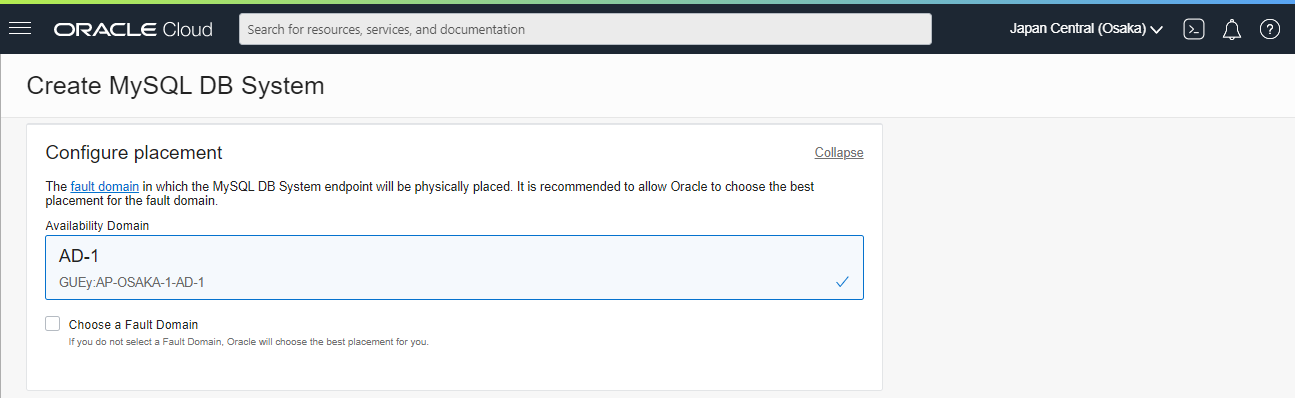 ORACLE Cloud
Search for resources, services, and documentation
Japan Central (Osaka)
Create MySQL DB System
Configure placement
Collapse
The fault domain in which the MySQL DB System endpoint will be physically placed. It is recommended to allow Oracle to choose the best
placement for the fault domain.
Availability Domain
AD-1
GUEy:AP-OSAKA-1-AD-1
Choose a Fault Domain
If you do not select a Fault Domain, Oracle will choose the best placement for you.